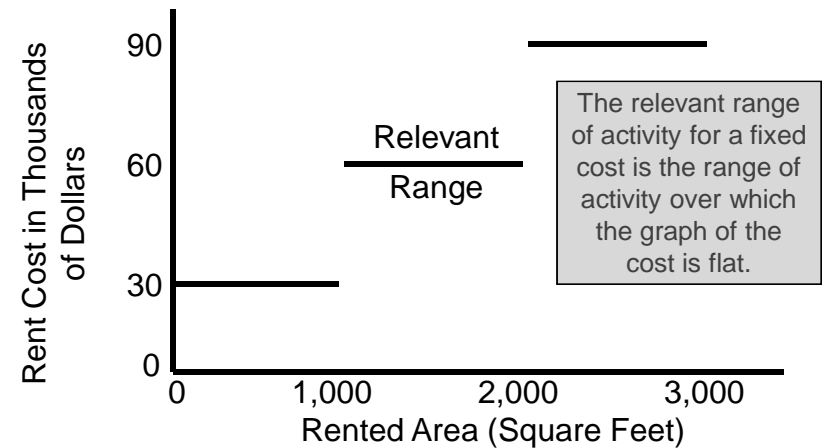 Rent Cost in Thousands
of Dollars
90
60
30
0
Relevant
Range
The relevant range
of activity for a fixed
cost is the range of
activity over which
the graph of the
cost is flat.
0 1,000 2,000 3,000
Rented Area (Square Feet)